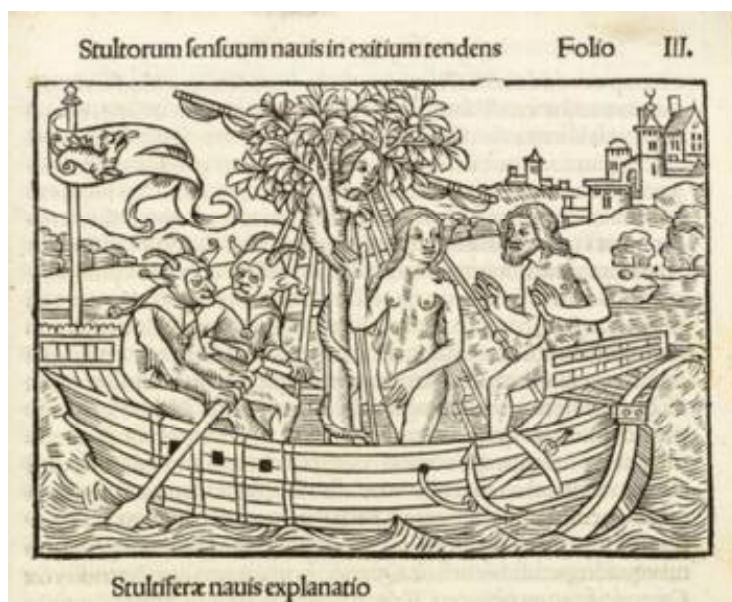 Stultorum ſenſuum nauis in exitium tendens Folio III.
Stultiferæ nauis explanatio